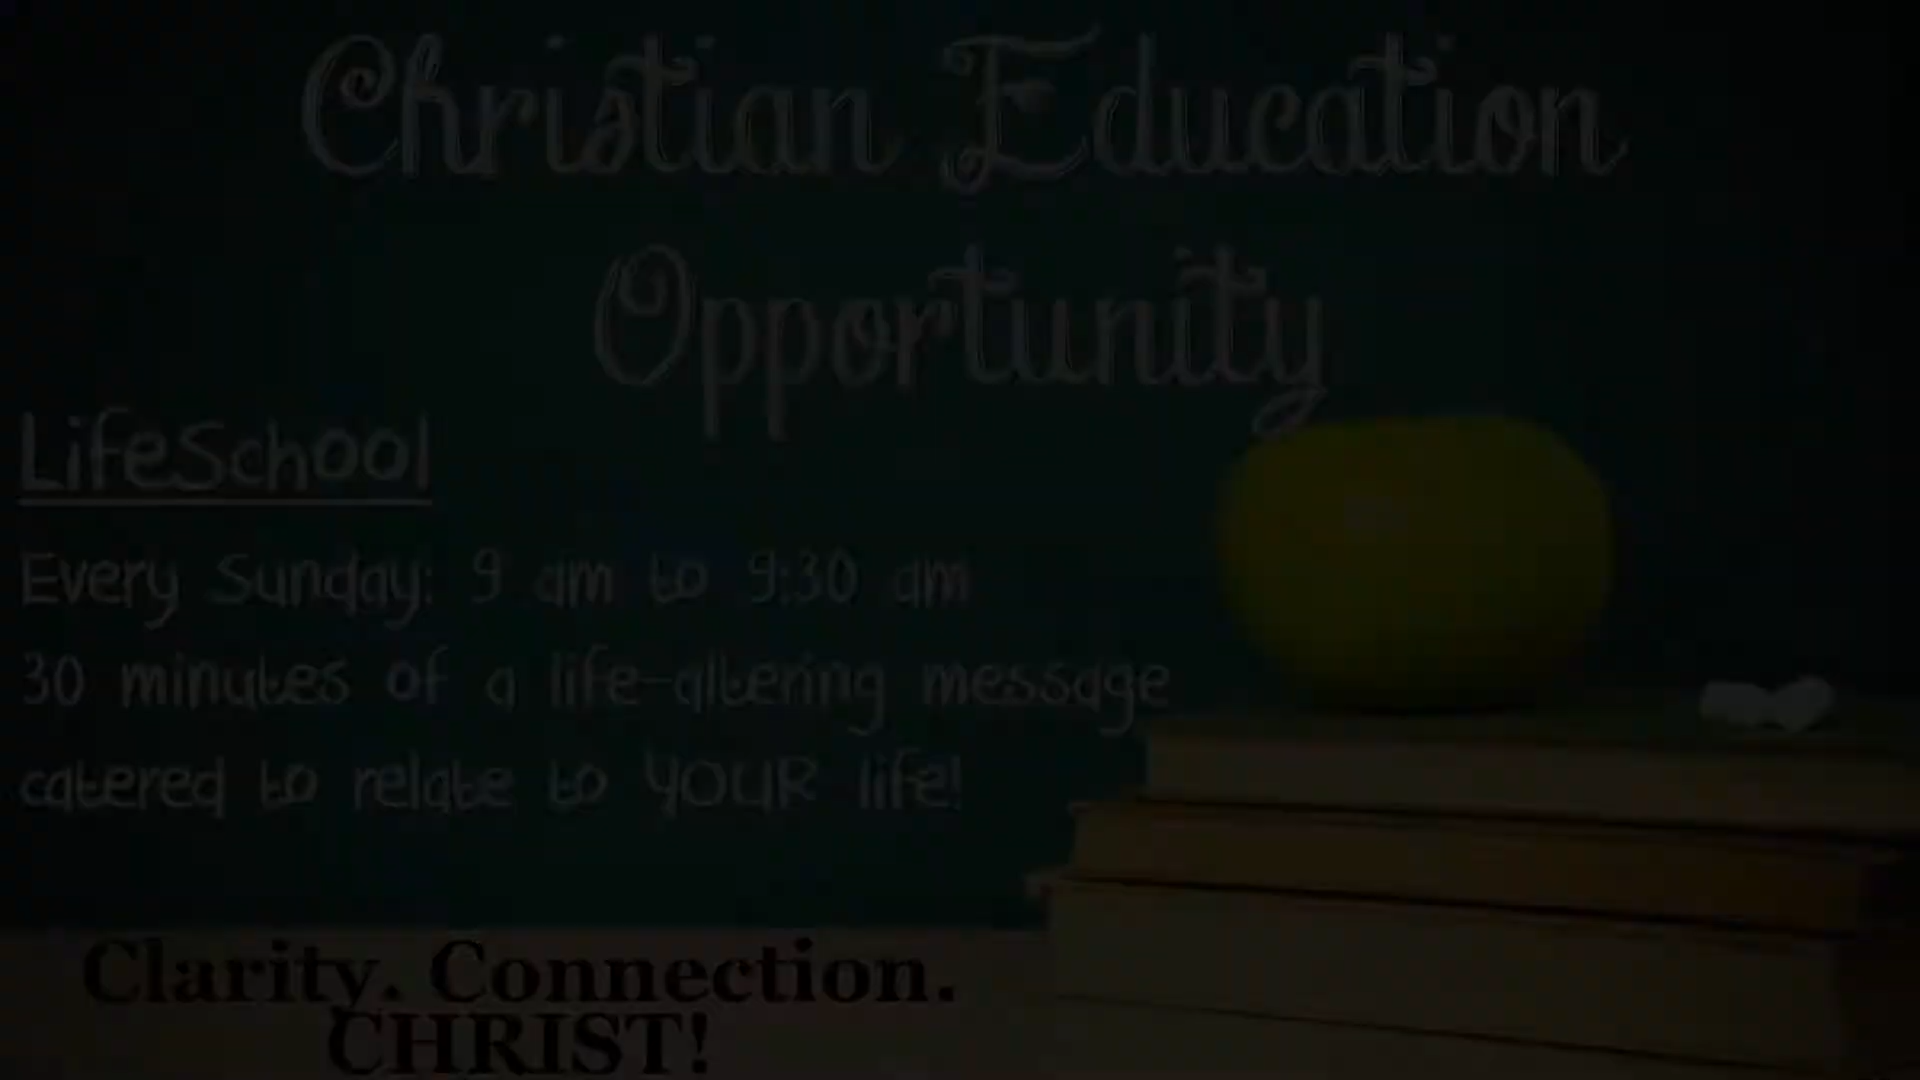 Christian Education
Opportunity
LifeSchool
Every Sunday: 9 am to 9:30 am
30 minutes of a life-altering message
catered to relate to YOUR life!
Clarity. Connection.
CHRIST!